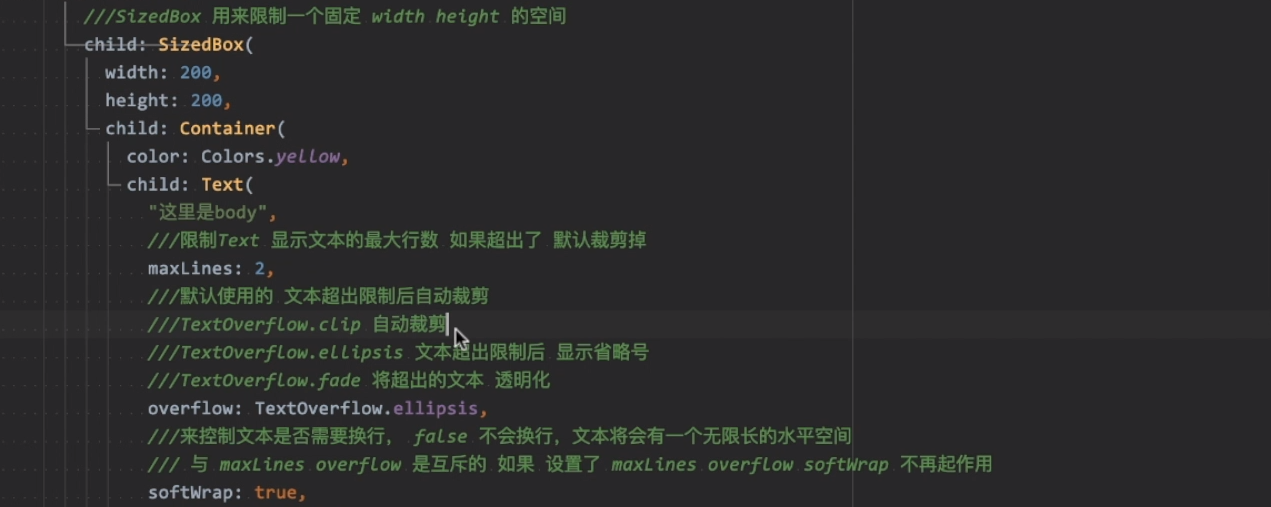 ///SizedBox 用来限制一个固定 width height 的空间
child: SizedBox(
width: 200,
height: 200,
child: Container(
color: Colors.yellow,
child: Text(
"这里是body",
///限制Text 显示文本的最大行数 如果超出了 默认裁剪掉
maxLines: 2,
///默认使用的 文本超出限制后自动裁剪
///TextOverflow.clip 自动裁剪
///TextOverflow.ellipsis 文本超出限制后 显示省略号
///TextOverflow.fade 将超出的文本 透明化
overflow: TextOverflow.ellipsis,
///来控制文本是否需要换行， false 不会换行，文本将会有一个无限长的水平空间
/// 与 maxLines overflow 是互斥的 如果 设置了 maxLines overflow softWrap 不再起作用
softWrap: true,